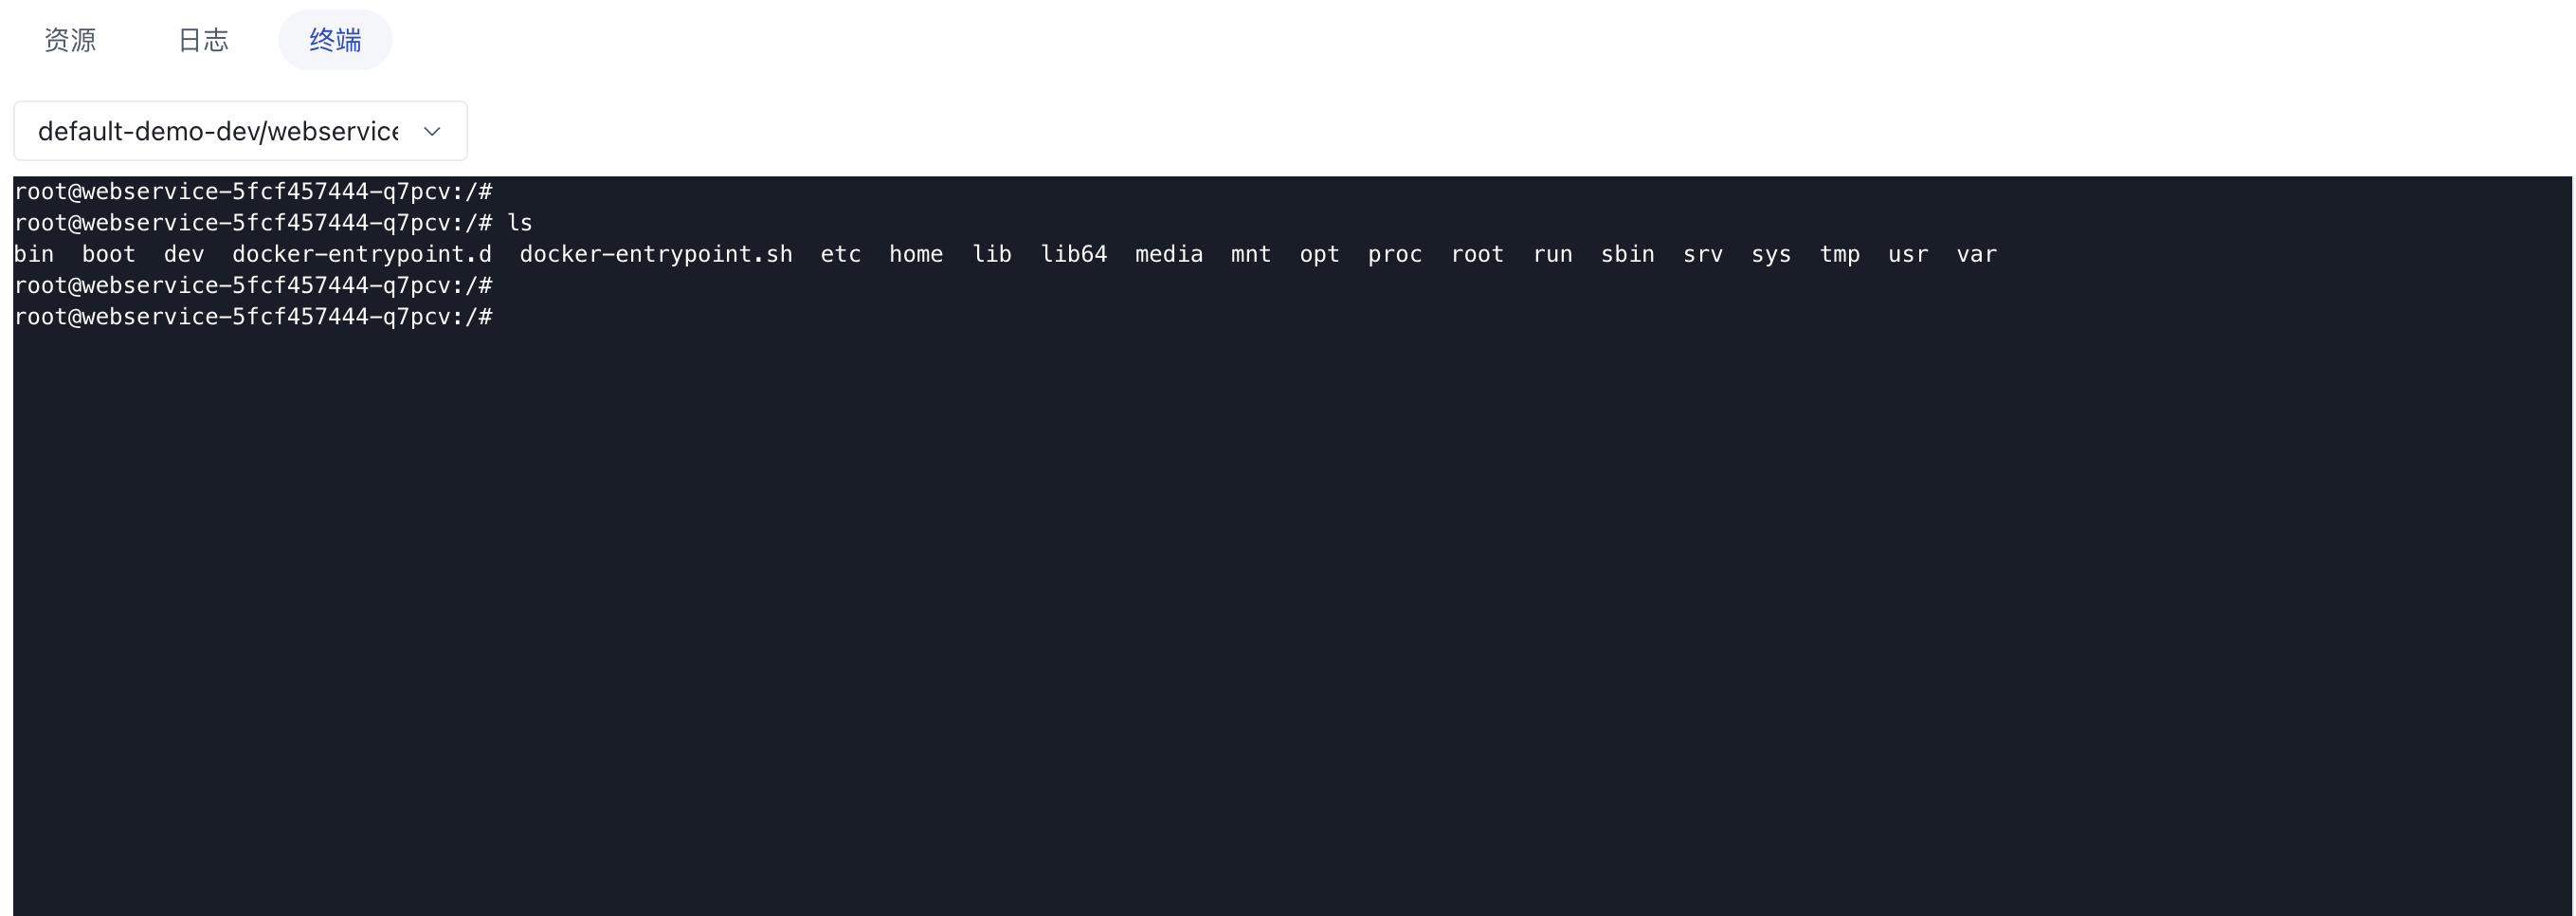 资源 日志 终端
default-demo-dev/webservice
root@webservice-5fcf457444-q7pcv:/#
root@webservice-5fcf457444-q7pcv:/# ls
bin  boot  dev  docker-entrypoint.d  docker-entrypoint.sh  etc  home  lib  lib64  media  mnt  opt  proc  root  run  sbin  srv  sys  tmp  usr  var
root@webservice-5fcf457444-q7pcv:/#
root@webservice-5fcf457444-q7pcv:/#